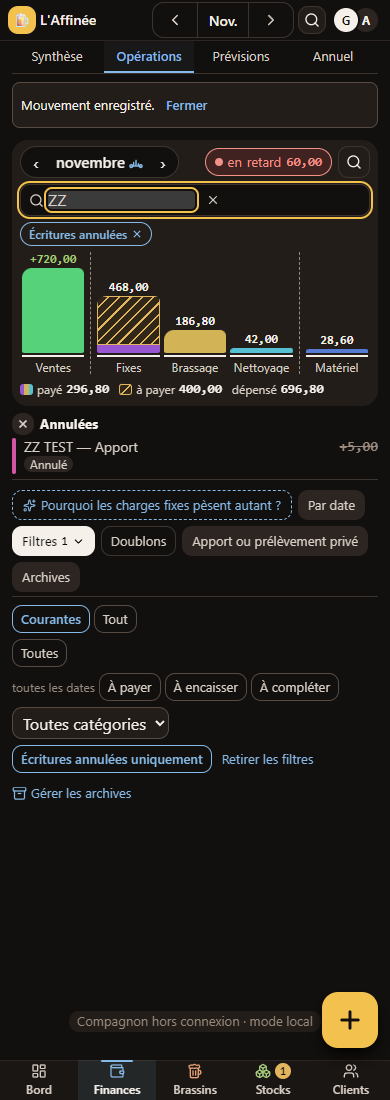 L'Affinée
Nov.
G A
Synthèse Opérations Prévisions Annuel
Mouvement enregistré. Fermer
‹ novembre › en retard 60,00
ZZ ×
Écritures annulées ×
+720,00 468,00 186,80 42,00 28,60
Ventes Fixes Brassage Nettoyage Matériel
payé 296,80 à payer 400,00 dépensé 696,80
× Annulées
ZZ TEST — Apport +5,00
Annulé
Pourquoi les charges fixes pèsent autant ? Par date
Filtres 1 Doublons Apport ou prélèvement privé
Archives
Courantes Tout
Toutes
toutes les dates À payer À encaisser À compléter
Toutes catégories
Écritures annulées uniquement Retirer les filtres
Gérer les archives
Compagnon hors connexion · mode local +
1
Bord Finances Brassins Stocks Clients